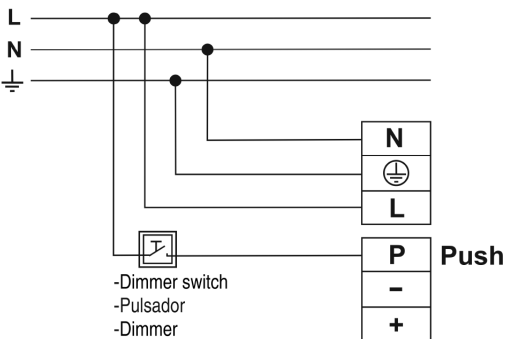 L
N
N
L
P Push
-
+
-Dimmer switch
-Pulsador
-Dimmer